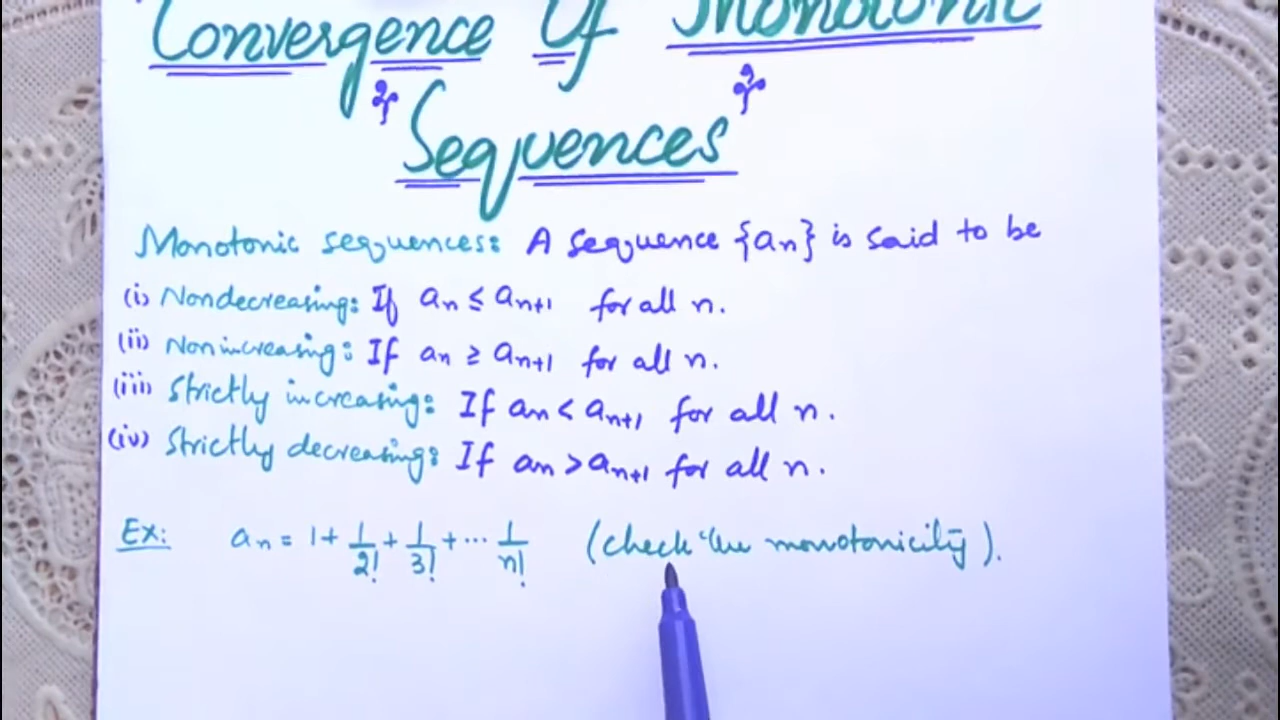 Convergence Of Monotonic
Sequences
Monotonic sequences: A sequence {an} is said to be
(i) Nondecreasing: If an ≤ an+1 for all n.
(ii) Nonincreasing: If an ≥ an+1 for all n.
(iii) Strictly increasing: If an < an+1 for all n.
(iv) Strictly decreasing: If an > an+1 for all n.
Ex: an = 1 + 1/2! + 1/3! + ... 1/n! (check the monotonicity).